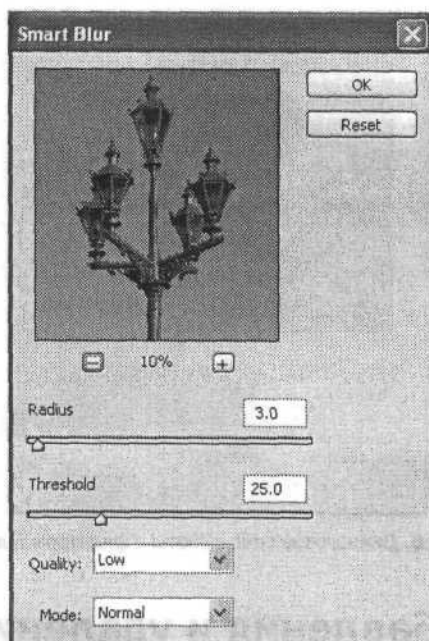 Smart Blur
OK
Reset
10%
Radius 3.0
Threshold 25.0
Quality: Low
Mode: Normal